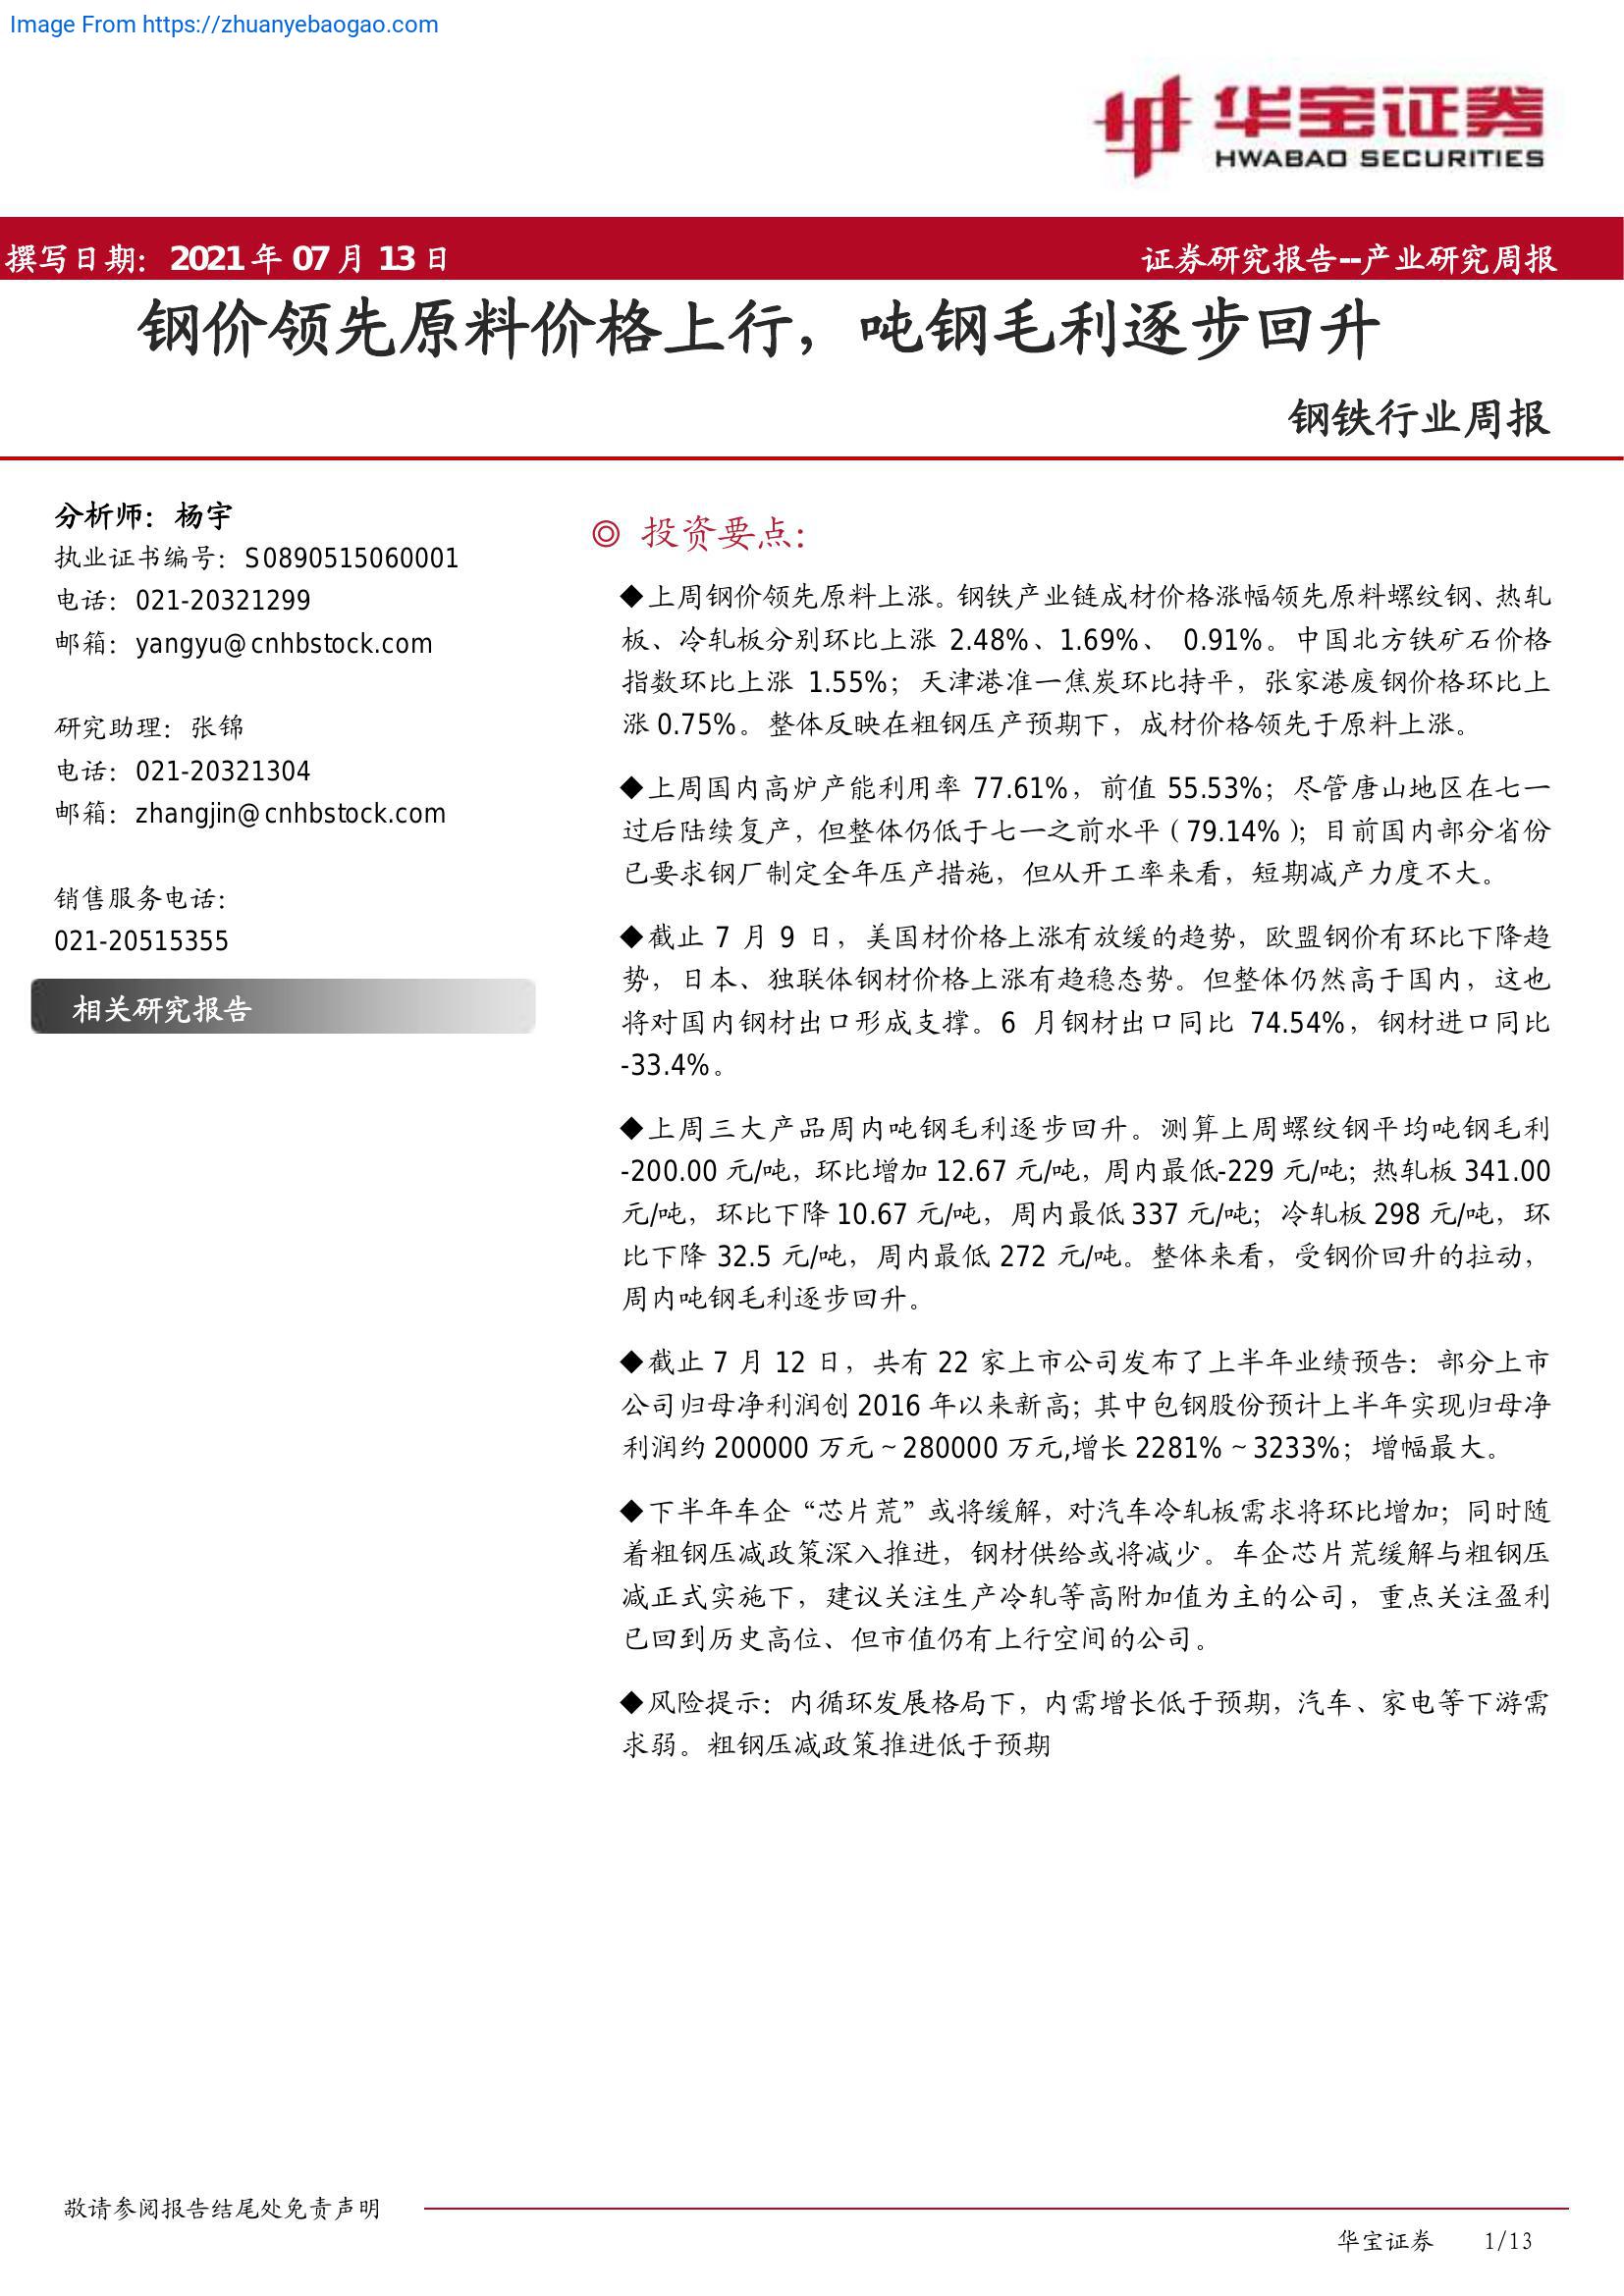 Image From https://zhuanyebaogao.com
华宝证券
HWABAO SECURITIES
撰写日期：2021 年 07 月 13 日
证券研究报告--产业研究周报
钢价领先原料价格上行，吨钢毛利逐步回升
钢铁行业周报
分析师：杨宇
执业证书编号：S0890515060001
电话：021-20321299
邮箱：yangyu@cnhbstock.com
研究助理：张锦
电话：021-20321304
邮箱：zhangjin@cnhbstock.com
销售服务电话：
021-20515355
相关研究报告
◎ 投资要点：
◆上周钢价领先原料上涨。钢铁产业链成材价格涨幅领先原料螺纹钢、热轧
板、冷轧板分别环比上涨 2.48%、1.69%、 0.91%。中国北方铁矿石价格
指数环比上涨 1.55%；天津港准一焦炭环比持平，张家港废钢价格环比上
涨 0.75%。整体反映在粗钢压产预期下，成材价格领先于原料上涨。
◆上周国内高炉产能利用率 77.61%，前值 55.53%；尽管唐山地区在七一
过后陆续复产，但整体仍低于七一之前水平（79.14%）；目前国内部分省份
已要求钢厂制定全年压产措施，但从开工率来看，短期减产力度不大。
◆截止 7 月 9 日，美国材价格上涨有放缓的趋势，欧盟钢价有环比下降趋
势，日本、独联体钢材价格上涨有趋稳态势。但整体仍然高于国内，这也
将对国内钢材出口形成支撑。6 月钢材出口同比 74.54%，钢材进口同比
-33.4%。
◆上周三大产品周内吨钢毛利逐步回升。测算上周螺纹钢平均吨钢毛利
-200.00 元/吨，环比增加 12.67 元/吨，周内最低-229 元/吨；热轧板 341.00
元/吨，环比下降 10.67 元/吨，周内最低 337 元/吨；冷轧板 298 元/吨，环
比下降 32.5 元/吨，周内最低 272 元/吨。整体来看，受钢价回升的拉动，
周内吨钢毛利逐步回升。
◆截止 7 月 12 日，共有 22 家上市公司发布了上半年业绩预告：部分上市
公司归母净利润创 2016 年以来新高；其中包钢股份预计上半年实现归母净
利润约 200000 万元～280000 万元,增长 2281%～3233%；增幅最大。
◆下半年车企“芯片荒”或将缓解，对汽车冷轧板需求将环比增加；同时随
着粗钢压减政策深入推进，钢材供给或将减少。车企芯片荒缓解与粗钢压
减正式实施下，建议关注生产冷轧等高附加值为主的公司，重点关注盈利
已回到历史高位、但市值仍有上行空间的公司。
◆风险提示：内循环发展格局下，内需增长低于预期，汽车、家电等下游需
求弱。粗钢压减政策推进低于预期
敬请参阅报告结尾处免责声明
华宝证券 1/13